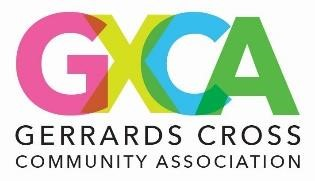 GXCA
GERRARDS CROSS
COMMUNITY ASSOCIATION